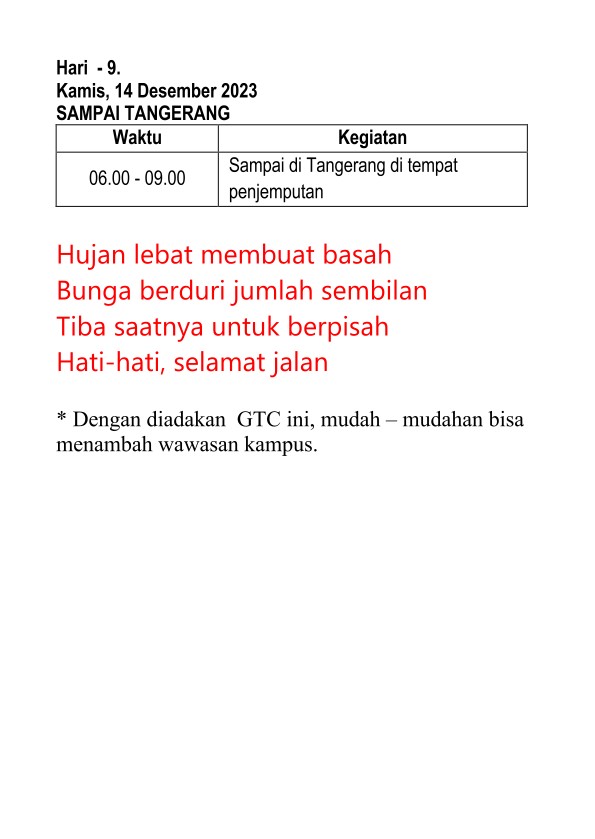 Hari  - 9.
Kamis, 14 Desember 2023
SAMPAI TANGERANG
Waktu Kegiatan
06.00 - 09.00 Sampai di Tangerang di tempat
penjemputan
Hujan lebat membuat basah
Bunga berduri jumlah sembilan
Tiba saatnya untuk berpisah
Hati-hati, selamat jalan
* Dengan diadakan  GTC ini, mudah – mudahan bisa
menambah wawasan kampus.